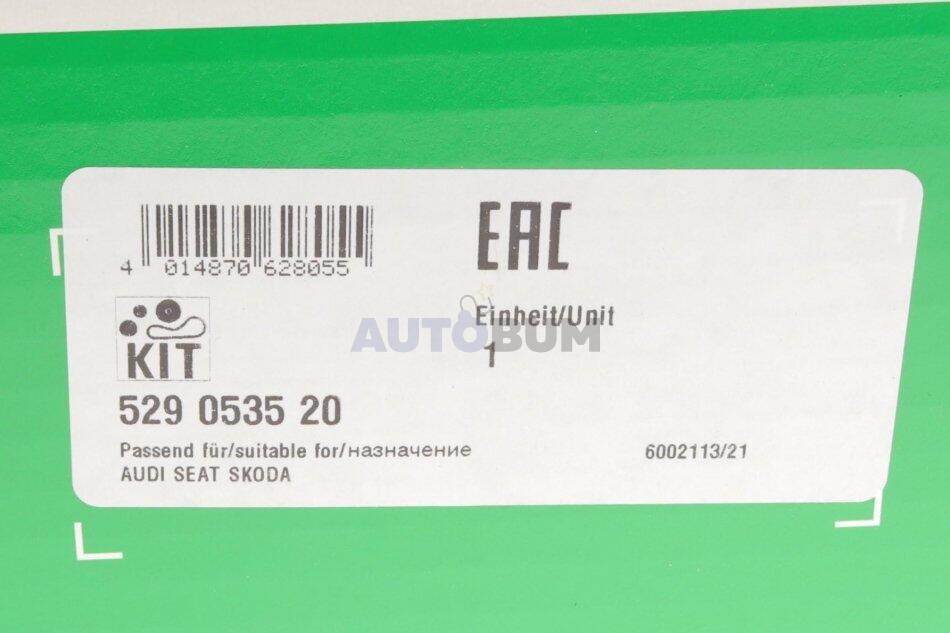 EAC
4 014870 628055
Einheit/Unit
AUTOBUM
1
KIT
529 0535 20
Passend für/suitable for/назначение
6002113/21
AUDI SEAT SKODA